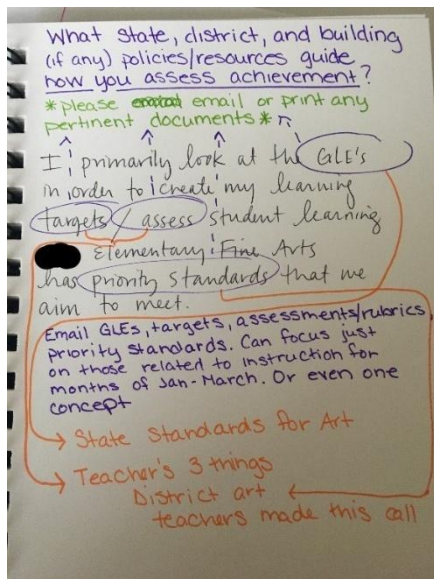 What state, district, and building
(if any) policies/resources guide
how you assess achievement?
*please email or print any
pertinent documents*
I primarily look at the GLE's
in order to create my learning
targets / assess student learning
Elementary Fine Arts
has priority standards that we
aim to meet.
Email GLEs, targets, assessments/rubrics,
priority standards. Can focus just
on those related to instruction for
months of Jan-March. Or even one
concept
→ State Standards for Art
→ Teacher's 3 things
District art
teachers made this call